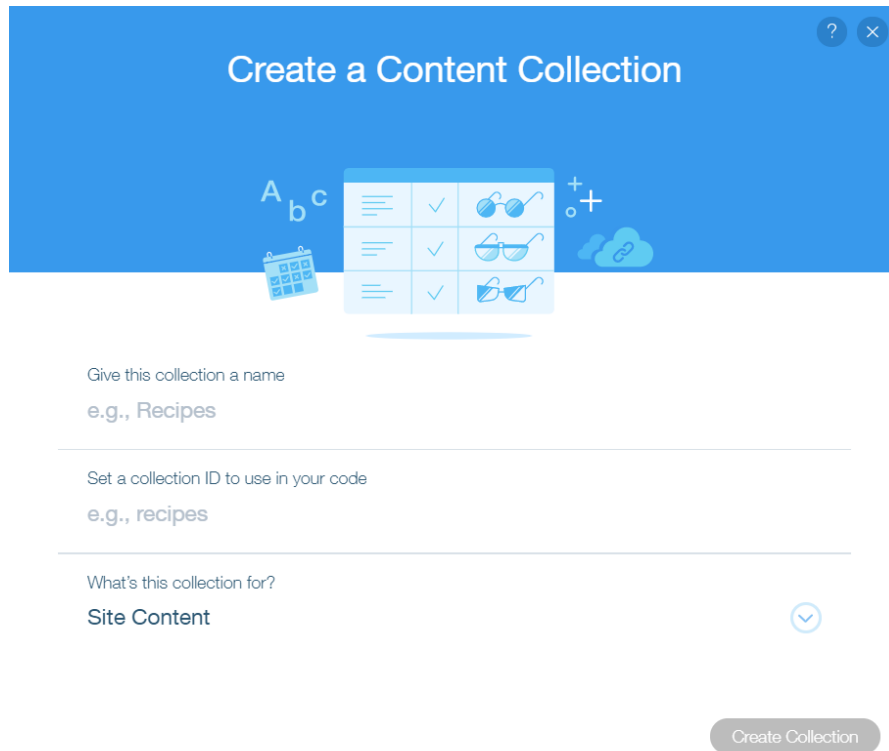 ?
Create a Content Collection
A b c
Give this collection a name
e.g., Recipes
Set a collection ID to use in your code
e.g., recipes
What's this collection for?
Site Content
Create Collection